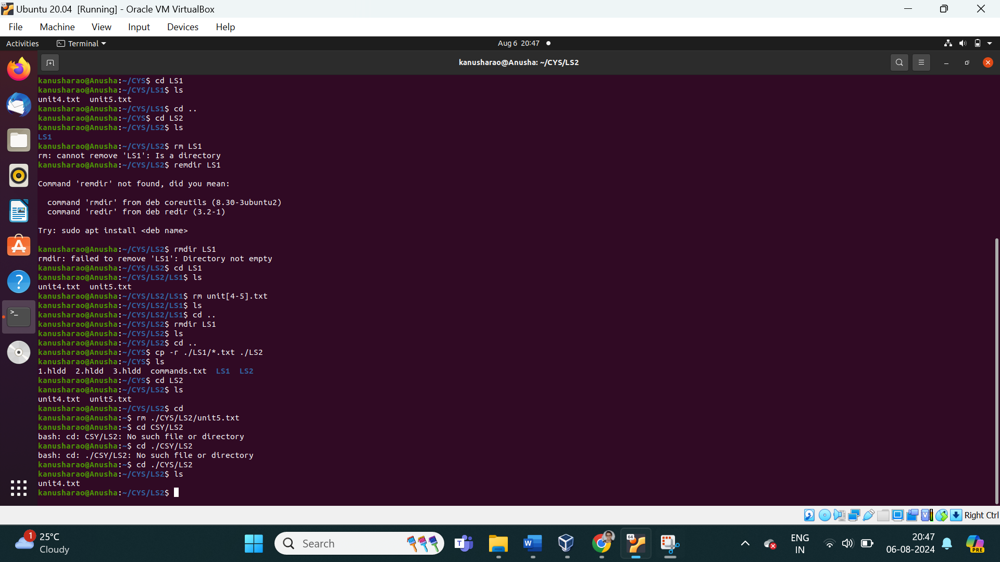 Ubuntu 20.04 [Running] - Oracle VM VirtualBox
File Machine View Input Devices Help
Activities Terminal Aug 6 20:47
kanusharao@Anusha: ~/CYS/LS2
kanusharao@Anusha:~/CYS$ cd LS1
kanusharao@Anusha:~/CYS/LS1$ ls
unit4.txt  unit5.txt
kanusharao@Anusha:~/CYS/LS1$ cd ..
kanusharao@Anusha:~/CYS$ cd LS2
kanusharao@Anusha:~/CYS/LS2$ ls
LS1
kanusharao@Anusha:~/CYS/LS2$ rm LS1
rm: cannot remove 'LS1': Is a directory
kanusharao@Anusha:~/CYS/LS2$ remdir LS1
Command 'remdir' not found, did you mean:
command 'rmdir' from deb coreutils (8.30-3ubuntu2)
command 'redir' from deb redir (3.2-1)
Try: sudo apt install <deb name>
kanusharao@Anusha:~/CYS/LS2$ rmdir LS1
rmdir: failed to remove 'LS1': Directory not empty
kanusharao@Anusha:~/CYS/LS2$ cd LS1
kanusharao@Anusha:~/CYS/LS2/LS1$ ls
unit4.txt  unit5.txt
kanusharao@Anusha:~/CYS/LS2/LS1$ rm unit[4-5].txt
kanusharao@Anusha:~/CYS/LS2/LS1$ ls
kanusharao@Anusha:~/CYS/LS2/LS1$ cd ..
kanusharao@Anusha:~/CYS/LS2$ rmdir LS1
kanusharao@Anusha:~/CYS/LS2$ ls
kanusharao@Anusha:~/CYS/LS2$ cd ..
kanusharao@Anusha:~/CYS$ cp -r ./LS1/*.txt ./LS2
kanusharao@Anusha:~/CYS$ ls
1.hldd  2.hldd  3.hldd  commands.txt  LS1  LS2
kanusharao@Anusha:~/CYS$ cd LS2
kanusharao@Anusha:~/CYS/LS2$ ls
unit4.txt  unit5.txt
kanusharao@Anusha:~/CYS/LS2$ cd
kanusharao@Anusha:~$ rm ./CYS/LS2/unit5.txt
kanusharao@Anusha:~$ cd CSY/LS2
bash: cd: CSY/LS2: No such file or directory
kanusharao@Anusha:~$ cd ./CSY/LS2
bash: cd: ./CSY/LS2: No such file or directory
kanusharao@Anusha:~$ cd ./CYS/LS2
kanusharao@Anusha:~/CYS/LS2$ ls
unit4.txt
kanusharao@Anusha:~/CYS/LS2$
Right Ctrl
1 25°C
Cloudy
Search
ENG
IN
20:47
06-08-2024
PRE